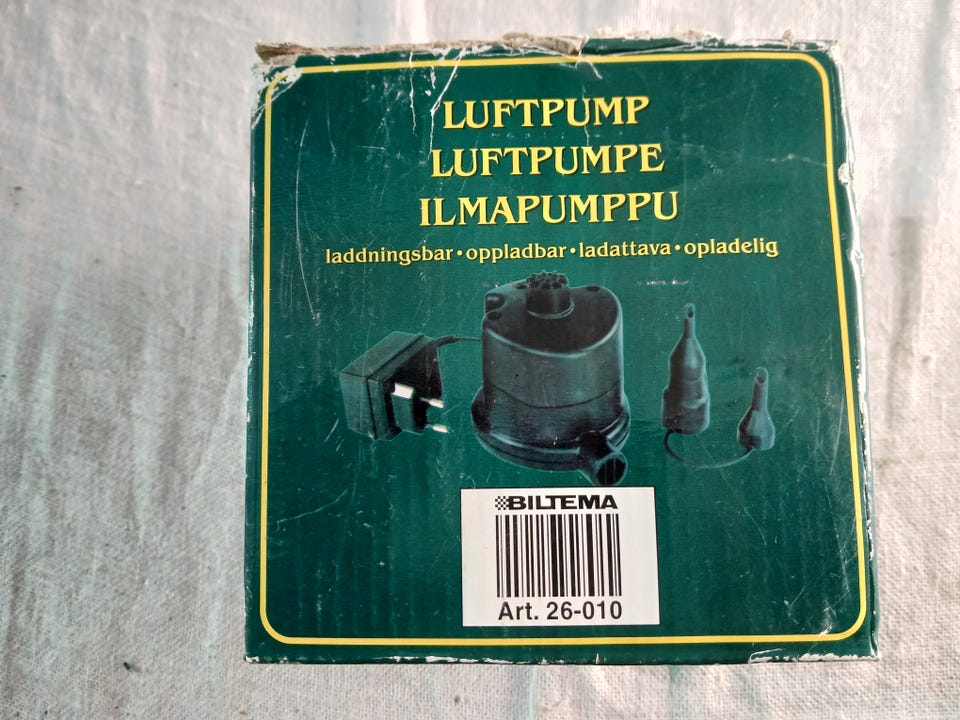 LUFTPUMP
LUFTPUMPE
ILMAPUMPPU
laddningsbar • oppladbar • ladattava • opladelig
BILTEMA
Art. 26-010